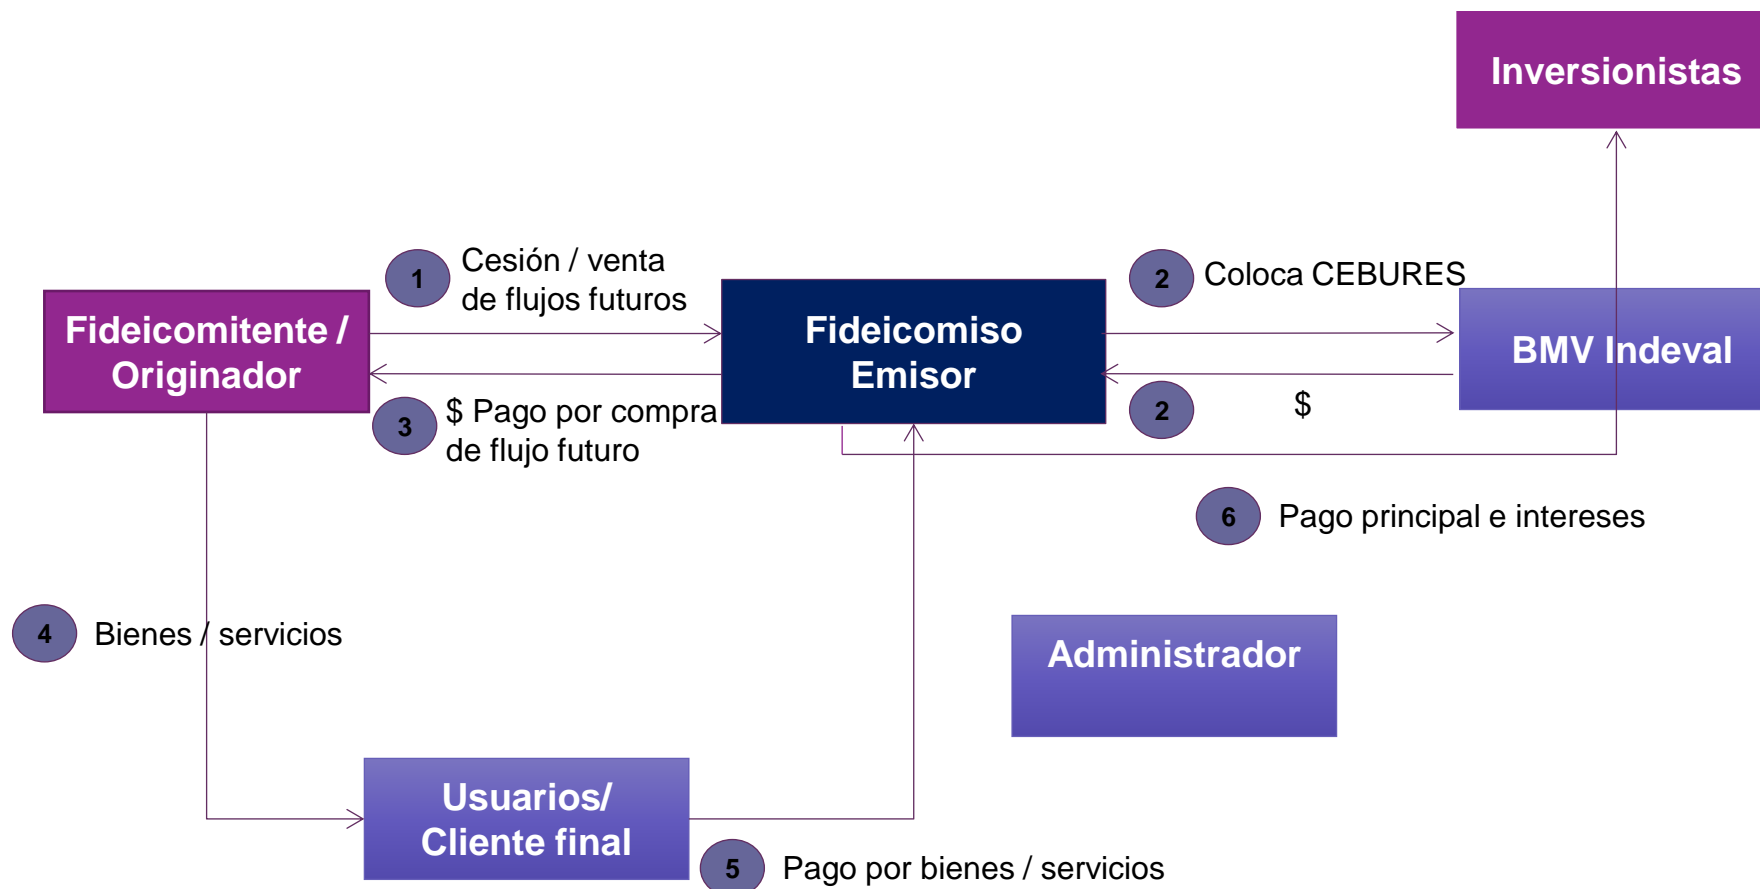 Inversionistas
1
Cesión / venta
de flujos futuros
2
Coloca CEBURES
Fideicomitente /
Originador
Fideicomiso
Emisor
BMV Indeval
3
$ Pago por compra
de flujo futuro
2
$
6
Pago principal e intereses
4
Bienes / servicios
Administrador
Usuarios/
Cliente final
5
Pago por bienes / servicios